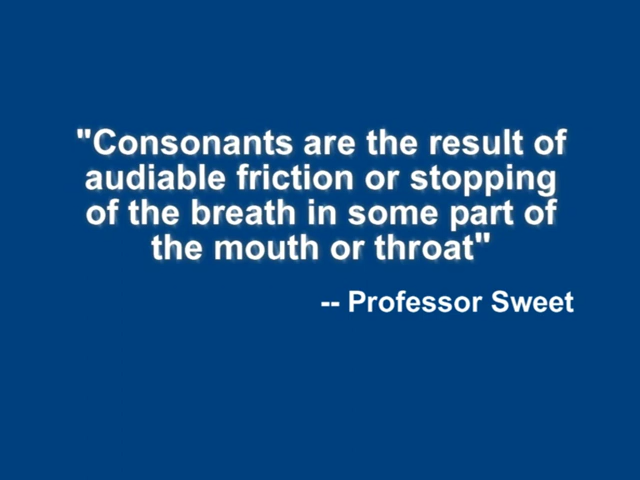 "Consonants are the result of
audiable friction or stopping
of the breath in some part of
the mouth or throat"
-- Professor Sweet